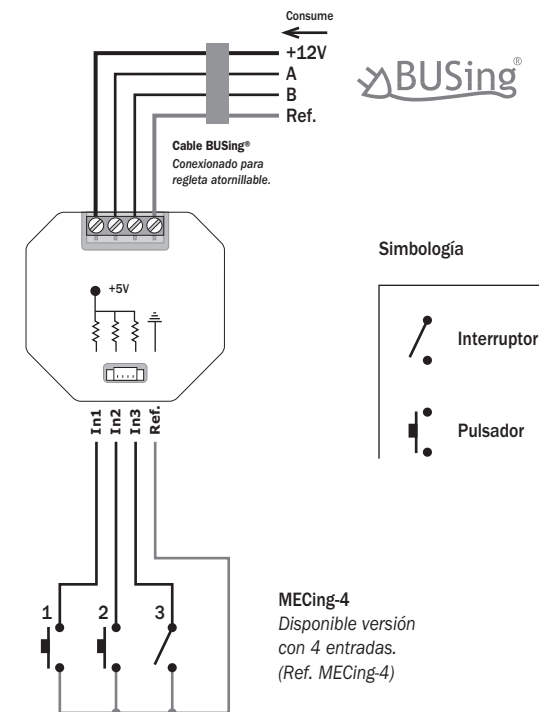 Consume
+12V
A
B
Ref.
BUSing®
Cable BUSing®
Conexionado para
regleta atornillable.
Simbología
+5V
Interruptor
Pulsador
In1
In2
In3
Ref.
1
2
3
MECing-4
Disponible versión
con 4 entradas.
(Ref. MECing-4)